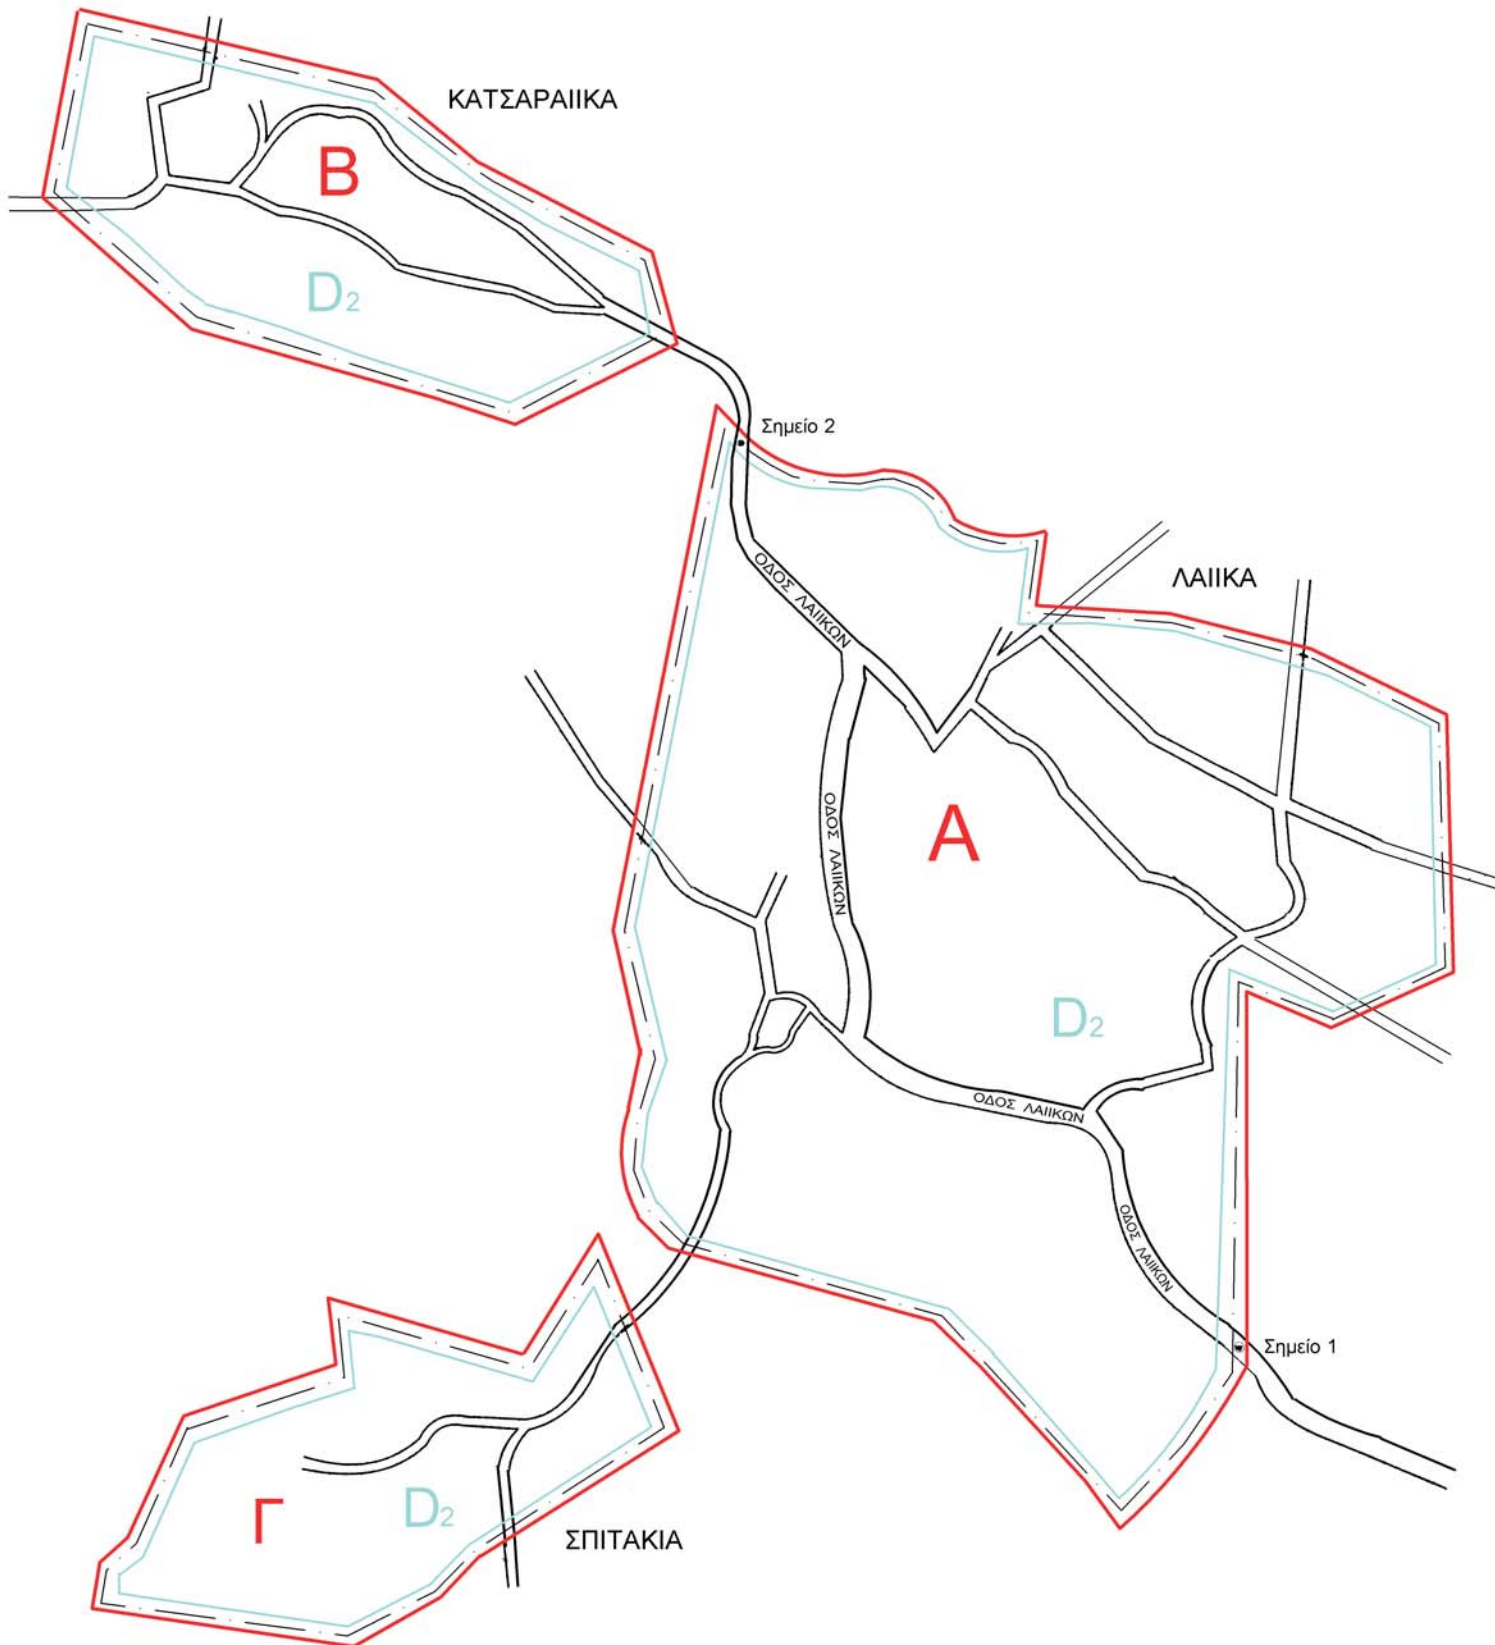 ΚΑΤΣΑΡΑΙΙΚΑ
Β
D2
Σημείο 2
ΛΑΙΙΚΑ
ΟΔΟΣ ΛΑΙΙΚΩΝ
ΟΔΟΣ ΛΑΙΙΚΩΝ
Α
D2
ΟΔΟΣ ΛΑΙΙΚΩΝ
ΟΔΟΣ ΛΑΙΙΚΩΝ
Σημείο 1
Γ
D2
ΣΠΙΤΑΚΙΑ